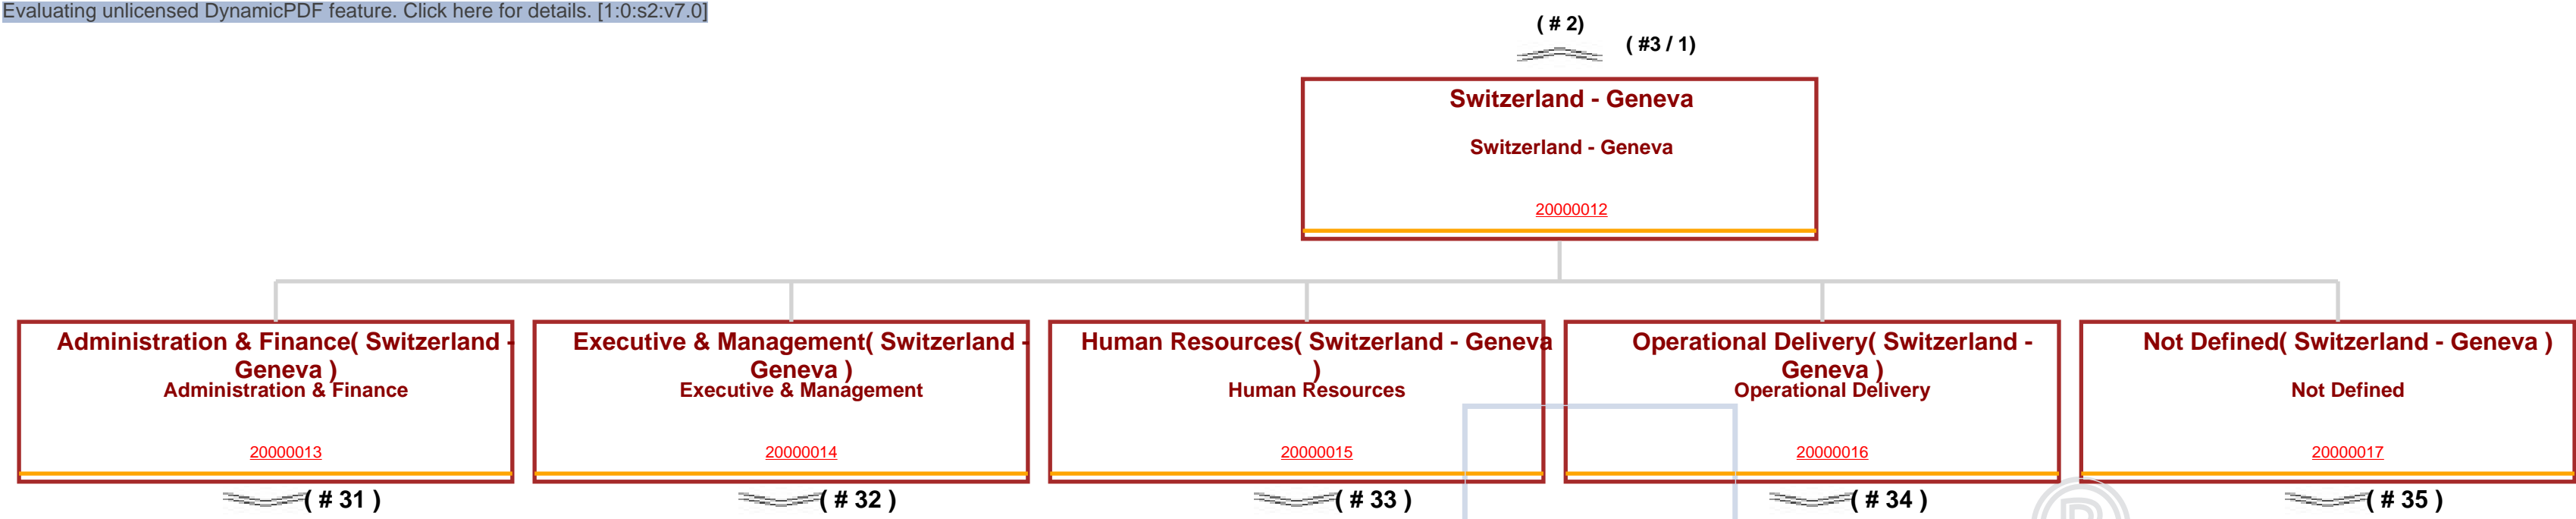 Evaluating unlicensed DynamicPDF feature. Click here for details. [1:0:s2:v7.0]
( # 2)
( #3 / 1)
Switzerland - Geneva
Switzerland - Geneva
20000012
Administration & Finance( Switzerland -
Geneva )
Administration & Finance
20000013
( # 31 )
Executive & Management( Switzerland -
Geneva )
Executive & Management
20000014
( # 32 )
Human Resources( Switzerland - Geneva
)
Human Resources
20000015
( # 33 )
Operational Delivery( Switzerland -
Geneva )
Operational Delivery
20000016
( # 34 )
Not Defined( Switzerland - Geneva )
Not Defined
20000017
( # 35 )